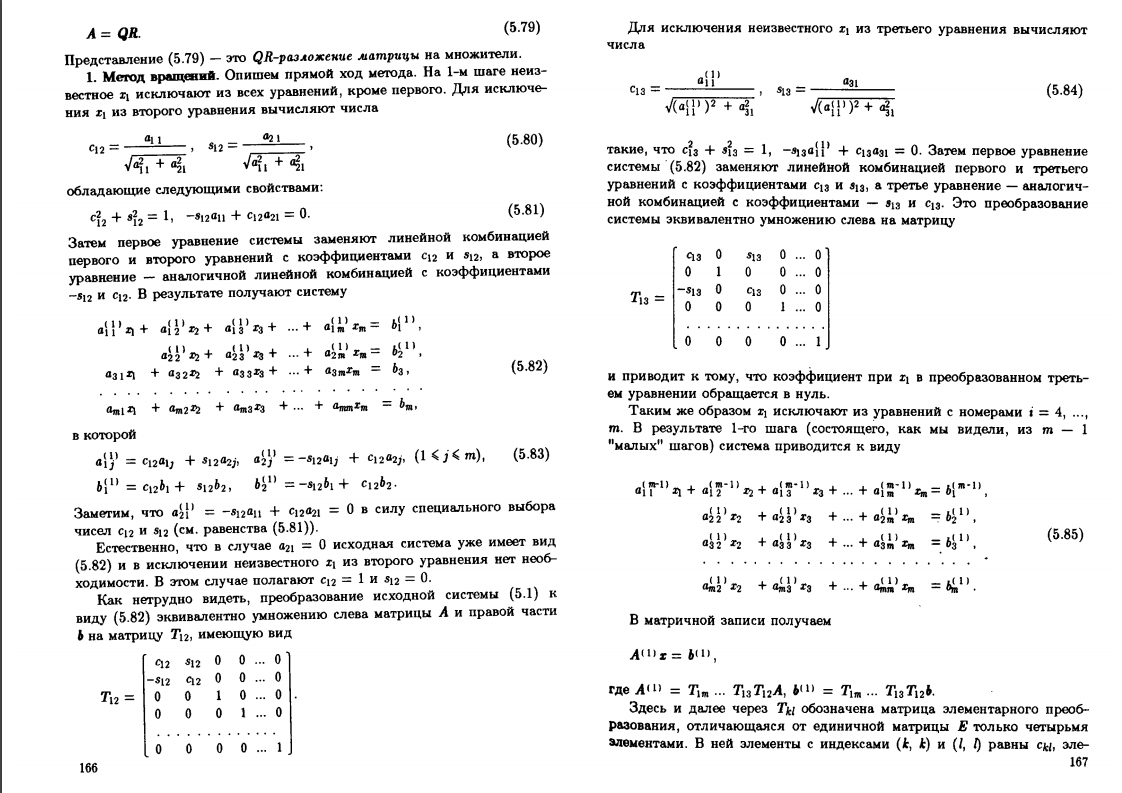 A = QR. (5.79)
Представление (5.79) — это QR-разложение матрицы на множители.
1. Метод вращений. Опишем прямой ход метода. На 1-м шаге неиз-
вестное x₁ исключают из всех уравнений, кроме первого. Для исключе-
ния x₁ из второго уравнения вычисляют числа
c₁₂ = a₁₁ / √(a²₁₁ + a²₂₁), s₁₂ = a₂₁ / √(a²₁₁ + a²₂₁), (5.80)
обладающие следующими свойствами:
c²₁₂ + s²₁₂ = 1, −s₁₂a₁₁ + c₁₂a₂₁ = 0. (5.81)
Затем первое уравнение системы заменяют линейной комбинацией
первого и второго уравнений с коэффициентами c₁₂ и s₁₂, а второе
уравнение — аналогичной линейной комбинацией с коэффициентами
−s₁₂ и c₁₂. В результате получают систему
a₁₁⁽¹⁾x₁ + a₁₂⁽¹⁾x₂ + a₁₃⁽¹⁾x₃ + ... + a₁ₘ⁽¹⁾xₘ = b₁⁽¹⁾,
a₂₂⁽¹⁾x₂ + a₂₃⁽¹⁾x₃ + ... + a₂ₘ⁽¹⁾xₘ = b₂⁽¹⁾,
a₃₁x₁ + a₃₂x₂ + a₃₃x₃ + ... + a₃ₘxₘ = b₃, (5.82)
. . . . . . . . . . . . . . . . . . . . . . . . . .
aₘ₁x₁ + aₘ₂x₂ + aₘ₃x₃ + ... + aₘₘxₘ = bₘ,
в которой
a₁ⱼ⁽¹⁾ = c₁₂a₁ⱼ + s₁₂a₂ⱼ, a₂ⱼ⁽¹⁾ = −s₁₂a₁ⱼ + c₁₂a₂ⱼ, (1 ⩽ j ⩽ m), (5.83)
b₁⁽¹⁾ = c₁₂b₁ + s₁₂b₂, b₂⁽¹⁾ = −s₁₂b₁ + c₁₂b₂.
Заметим, что a₂₁⁽¹⁾ = −s₁₂a₁₁ + c₁₂a₂₁ = 0 в силу специального выбора
чисел c₁₂ и s₁₂ (см. равенства (5.81)).
Естественно, что в случае a₂₁ = 0 исходная система уже имеет вид
(5.82) и в исключении неизвестного x₁ из второго уравнения нет необ-
ходимости. В этом случае полагают c₁₂ = 1 и s₁₂ = 0.
Как нетрудно видеть, преобразование исходной системы (5.1) к
виду (5.82) эквивалентно умножению слева матрицы A и правой части
b на матрицу T₁₂, имеющую вид
c₁₂ s₁₂ 0 0 ... 0
−s₁₂ c₁₂ 0 0 ... 0
T₁₂ = 0 0 1 0 ... 0 .
0 0 0 1 ... 0
. . . . . . . . . . . . . .
0 0 0 0 ... 1
166
Для исключения неизвестного x₁ из третьего уравнения вычисляют
числа
c₁₃ = a₁₁⁽¹⁾ / √((a₁₁⁽¹⁾)² + a²₃₁), s₁₃ = a₃₁ / √((a₁₁⁽¹⁾)² + a²₃₁) (5.84)
такие, что c²₁₃ + s²₁₃ = 1, −s₁₃a₁₁⁽¹⁾ + c₁₃a₃₁ = 0. Затем первое уравнение
системы (5.82) заменяют линейной комбинацией первого и третьего
уравнений с коэффициентами c₁₃ и s₁₃, а третье уравнение — аналогич-
ной комбинацией с коэффициентами — s₁₃ и c₁₃. Это преобразование
системы эквивалентно умножению слева на матрицу
c₁₃ 0 s₁₃ 0 ... 0
0 1 0 0 ... 0
T₁₃ = −s₁₃ 0 c₁₃ 0 ... 0
0 0 0 1 ... 0
. . . . . . . . . . . . . .
0 0 0 0 ... 1
и приводит к тому, что коэффициент при x₁ в преобразованном треть-
ем уравнении обращается в нуль.
Таким же образом x₁ исключают из уравнений с номерами i = 4, ...,
m. В результате 1-го шага (состоящего, как мы видели, из m — 1
"малых" шагов) система приводится к виду
a₁₁⁽ᵐ⁻¹⁾x₁ + a₁₂⁽ᵐ⁻¹⁾x₂ + a₁₃⁽ᵐ⁻¹⁾x₃ + ... + a₁ₘ⁽ᵐ⁻¹⁾xₘ = b₁⁽ᵐ⁻¹⁾,
a₂₂⁽¹⁾x₂ + a₂₃⁽¹⁾x₃ + ... + a₂ₘ⁽¹⁾xₘ = b₂⁽¹⁾,
a₃₂⁽¹⁾x₂ + a₃₃⁽¹⁾x₃ + ... + a₃ₘ⁽¹⁾xₘ = b₃⁽¹⁾, (5.85)
. . . . . . . . . . . . . . . . . . . . . . . . . .
aₘ₂⁽¹⁾x₂ + aₘ₃⁽¹⁾x₃ + ... + aₘₘ⁽¹⁾xₘ = bₘ⁽¹⁾.
В матричной записи получаем
A⁽¹⁾x = b⁽¹⁾,
где A⁽¹⁾ = T₁ₘ ... T₁₃T₁₂A, b⁽¹⁾ = T₁ₘ ... T₁₃T₁₂b.
Здесь и далее через Tₖₗ обозначена матрица элементарного преоб-
разования, отличающаяся от единичной матрицы E только четырьмя
элементами. В ней элементы с индексами (k, k) и (l, l) равны cₖₗ, эле-
167